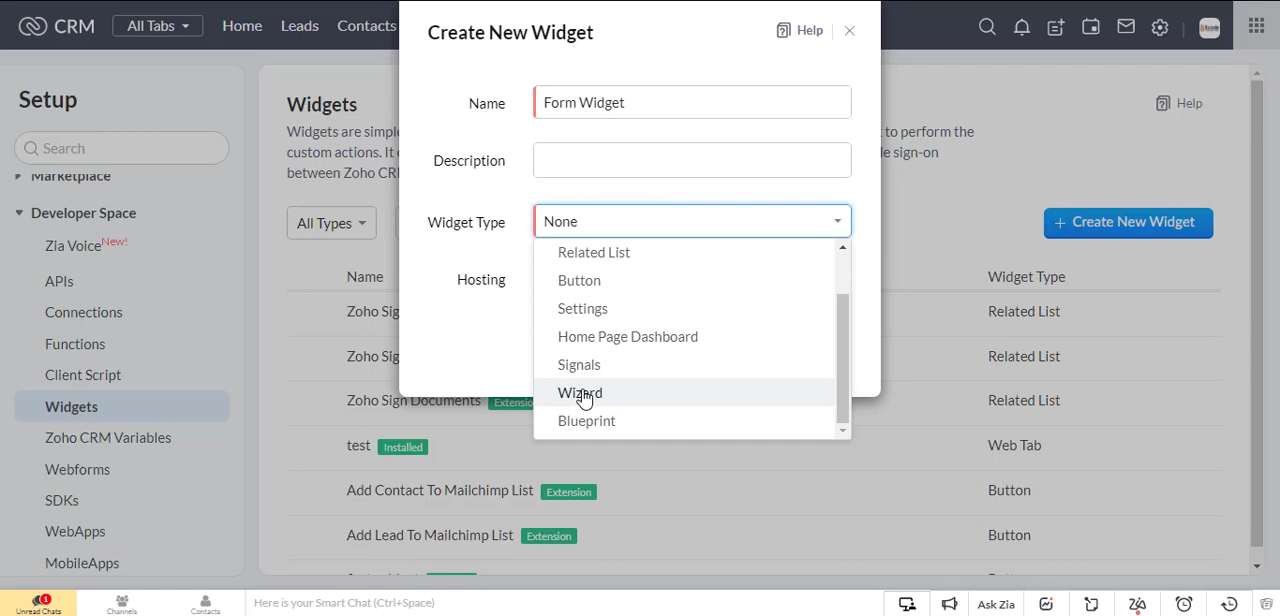 CRM
All Tabs
Home
Leads
Contacts
Create New Widget
Help
Setup
Search
Marketplace
Developer Space
Zia Voice New!
APIs
Connections
Functions
Client Script
Widgets
Zoho CRM Variables
Webforms
SDKs
WebApps
MobileApps
Widgets
Help
Widgets are simple
to perform the
custom actions. It
sign-on
between Zoho CRM
All Types
+ Create New Widget
Name
Widget Type
Zoho Sig
Related List
Zoho Sig
Related List
Zoho Sign Documents Extension
Related List
test Installed
Web Tab
Add Contact To Mailchimp List Extension
Button
Add Lead To Mailchimp List Extension
Button
Name
Form Widget
Description
Widget Type
None
Hosting
Related List
Button
Settings
Home Page Dashboard
Signals
Wizard
Blueprint
1
Unread Chats
Channels
Contacts
Here is your Smart Chat (Ctrl+Space)
Ask Zia